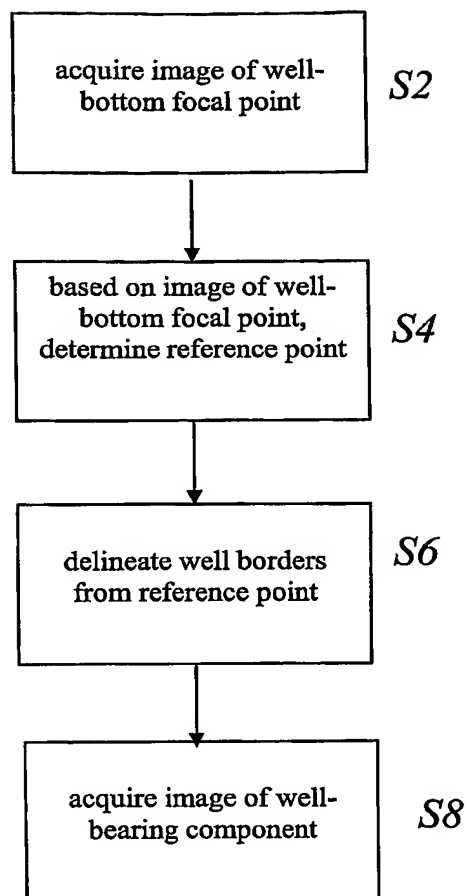 acquire image of well-
bottom focal point
S2
based on image of well-
bottom focal point,
determine reference point
S4
delineate well borders
from reference point
S6
acquire image of well-
bearing component
S8